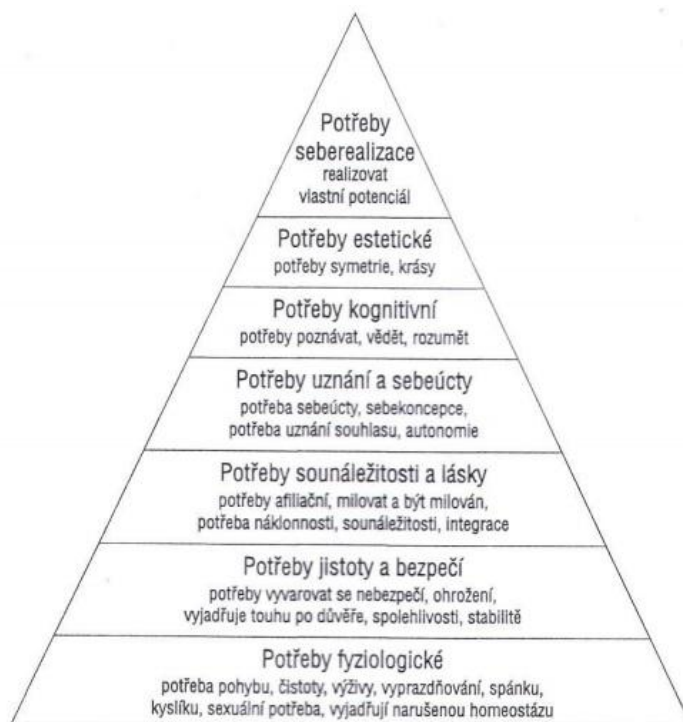 Potřeby
seberealizace
realizovat
vlastní potenciál
Potřeby estetické
potřeby symetrie, krásy
Potřeby kognitivní
potřeby poznávat, vědět, rozumět
Potřeby uznání a sebeúcty
potřeba sebeúcty, sebekoncepce,
potřeba uznání souhlasu, autonomie
Potřeby sounáležitosti a lásky
potřeby afiliační, milovat a být milován,
potřeba náklonnosti, sounáležitosti, integrace
Potřeby jistoty a bezpečí
potřeby vyvarovat se nebezpečí, ohrožení,
vyjadřuje touhu po důvěře, spolehlivosti, stabilitě
Potřeby fyziologické
potřeba pohybu, čistoty, výživy, vyprazdňování, spánku,
kyslíku, sexuální potřeba, vyjadřují narušenou homeostázu